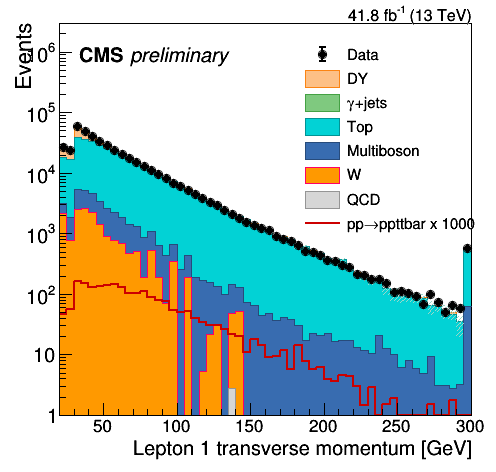 41.8 fb⁻¹ (13 TeV)
Events
CMS preliminary
Data
DY
γ+jets
Top
Multiboson
W
QCD
pp→ppttbar x 1000
10⁶
10⁵
10⁴
10³
10²
10
1
50 100 150 200 250 300
Lepton 1 transverse momentum [GeV]